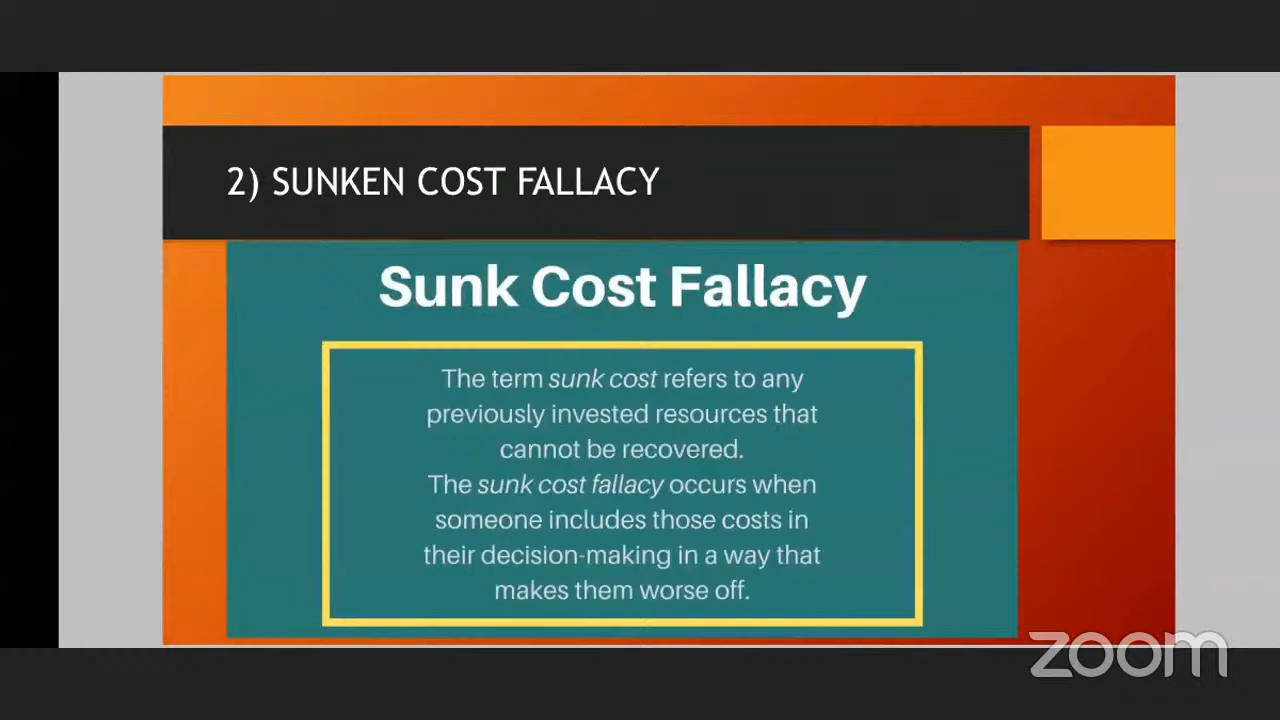 2) SUNKEN COST FALLACY
Sunk Cost Fallacy
The term sunk cost refers to any
previously invested resources that
cannot be recovered.
The sunk cost fallacy occurs when
someone includes those costs in
their decision-making in a way that
makes them worse off.
zoom